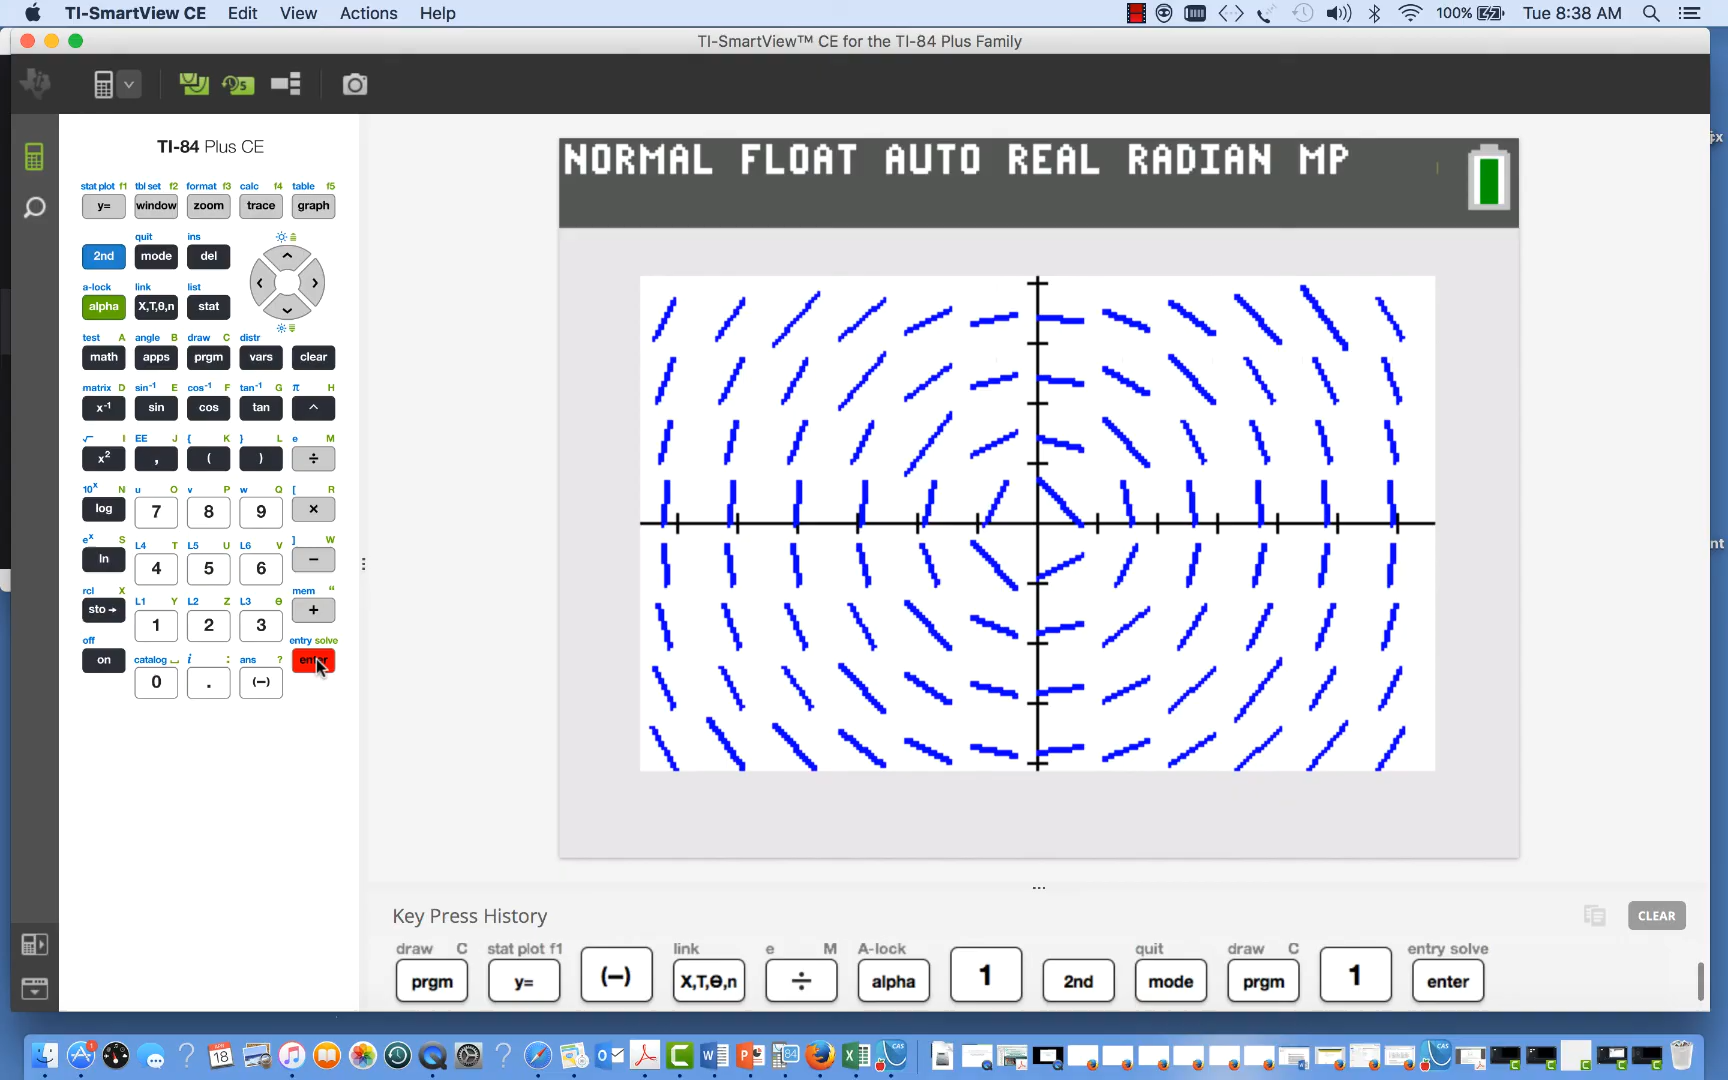 TI-SmartView CE Edit View Actions Help 100% Tue 8:38 AM
TI-SmartView™ CE for the TI-84 Plus Family
TI-84 Plus CE
NORMAL FLOAT AUTO REAL RADIAN MP
stat plot f1 tbl set f2 format f3 calc f4 table f5
y= window zoom trace graph
quit ins
2nd mode del
a-lock link list
alpha X,T,θ,n stat
test A angle B draw C distr
math apps prgm vars clear
matrix D sin⁻¹ E cos⁻¹ F tan⁻¹ G π H
x⁻¹ sin cos tan ^
√ I EE J { K } L e M
x² , ( ) ÷
10ˣ N u O v P w Q [ R
log 7 8 9 ×
eˣ S L4 T L5 U L6 V ] W
ln 4 5 6 −
rcl X L1 Y L2 Z L3 θ mem "
sto→ 1 2 3 +
off catalog i : ans ? entry solve
on 0 . (−) enter
Key Press History
CLEAR
draw C stat plot f1 link e M A-lock quit draw C entry solve
prgm y= (−) X,T,θ,n ÷ alpha 1 2nd mode prgm 1 enter